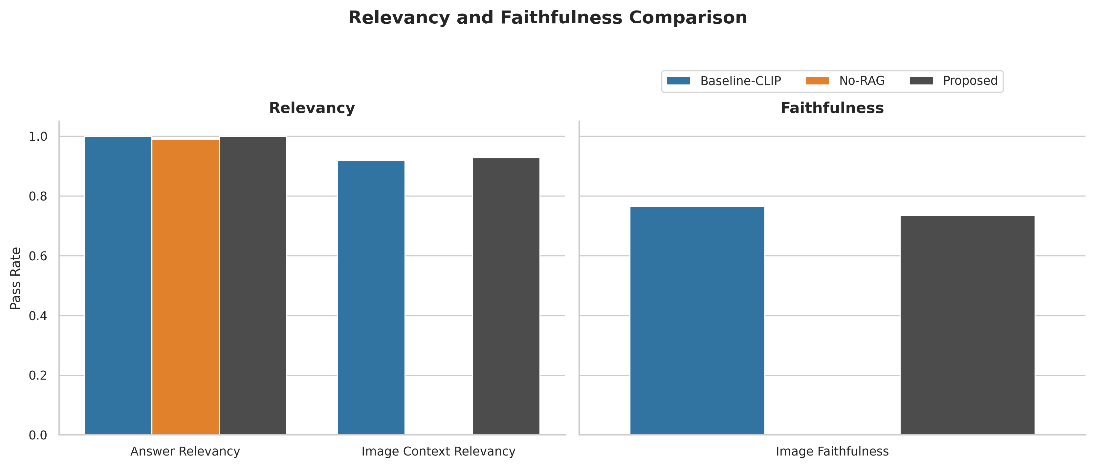 Relevancy and Faithfulness Comparison
Baseline-CLIP No-RAG Proposed
Relevancy
Faithfulness
Pass Rate
1.0
0.8
0.6
0.4
0.2
0.0
Answer Relevancy Image Context Relevancy
Image Faithfulness